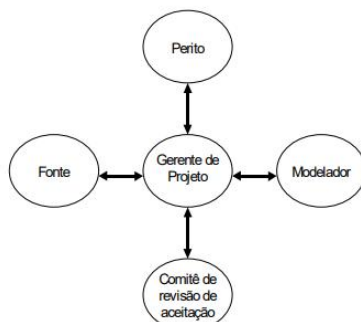 Perito
Fonte
Gerente de
Projeto
Modelador
Comitê de
revisão de
aceitação